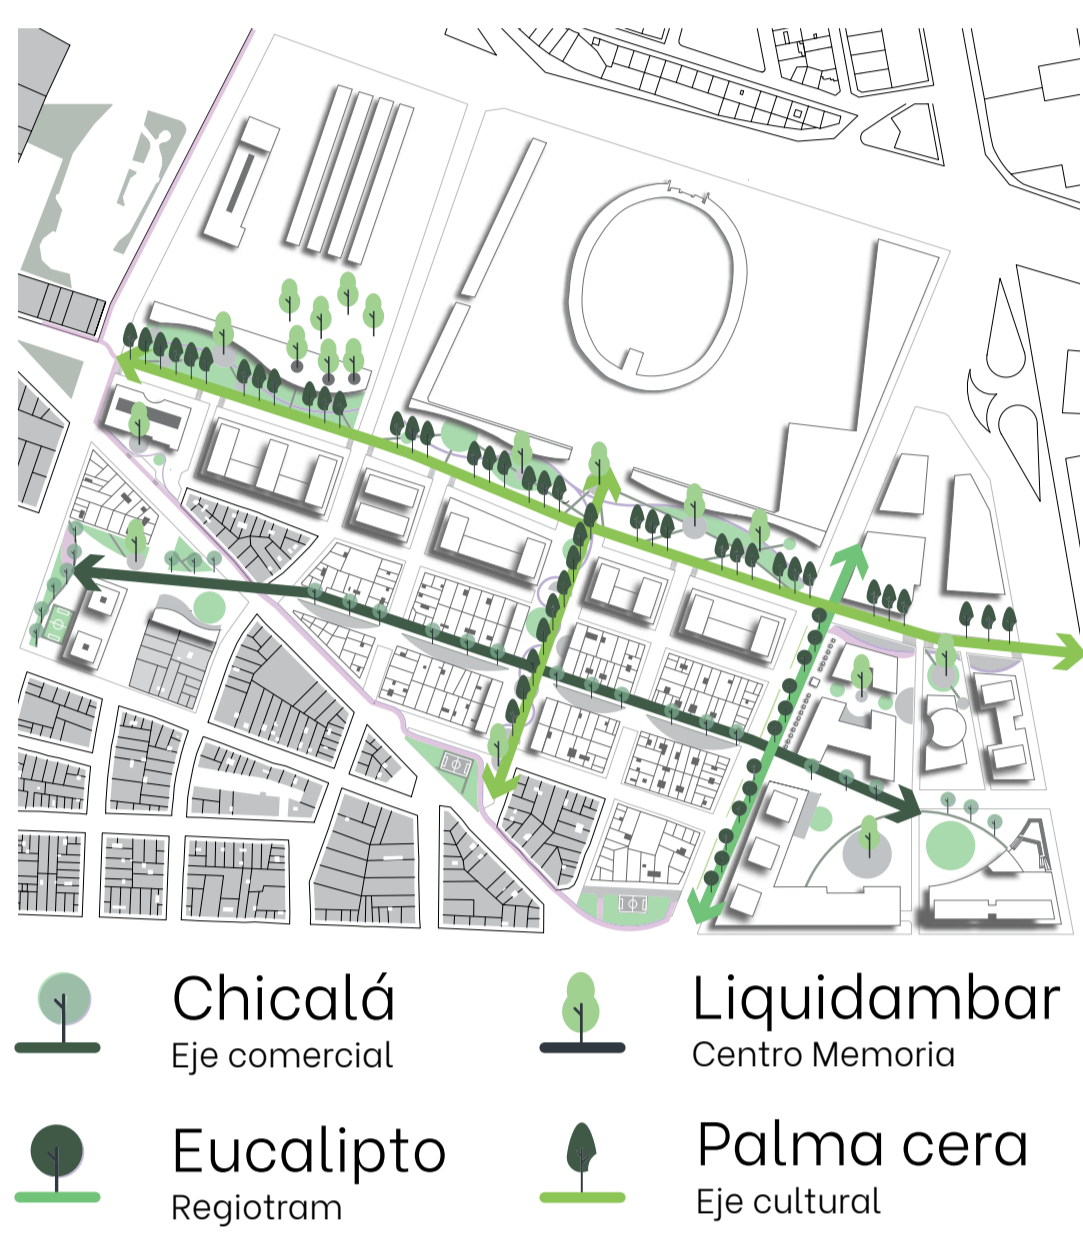 Chicalá
Eje comercial
Liquidambar
Centro Memoria
Eucalipto
Regiotram
Palma cera
Eje cultural